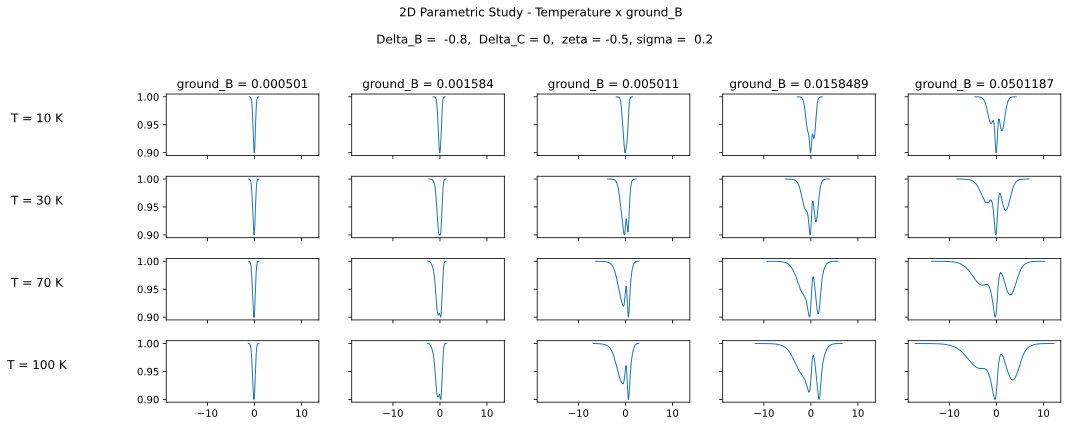 2D Parametric Study - Temperature x ground_B
Delta_B =  -0.8,  Delta_C = 0,  zeta = -0.5, sigma =  0.2
ground_B = 0.000501 ground_B = 0.001584 ground_B = 0.005011 ground_B = 0.0158489 ground_B = 0.0501187
1.00
T = 10 K
0.95
0.90
1.00
T = 30 K
0.95
0.90
1.00
T = 70 K
0.95
0.90
1.00
T = 100 K
0.95
0.90
−10 0 10 −10 0 10 −10 0 10 −10 0 10 −10 0 10